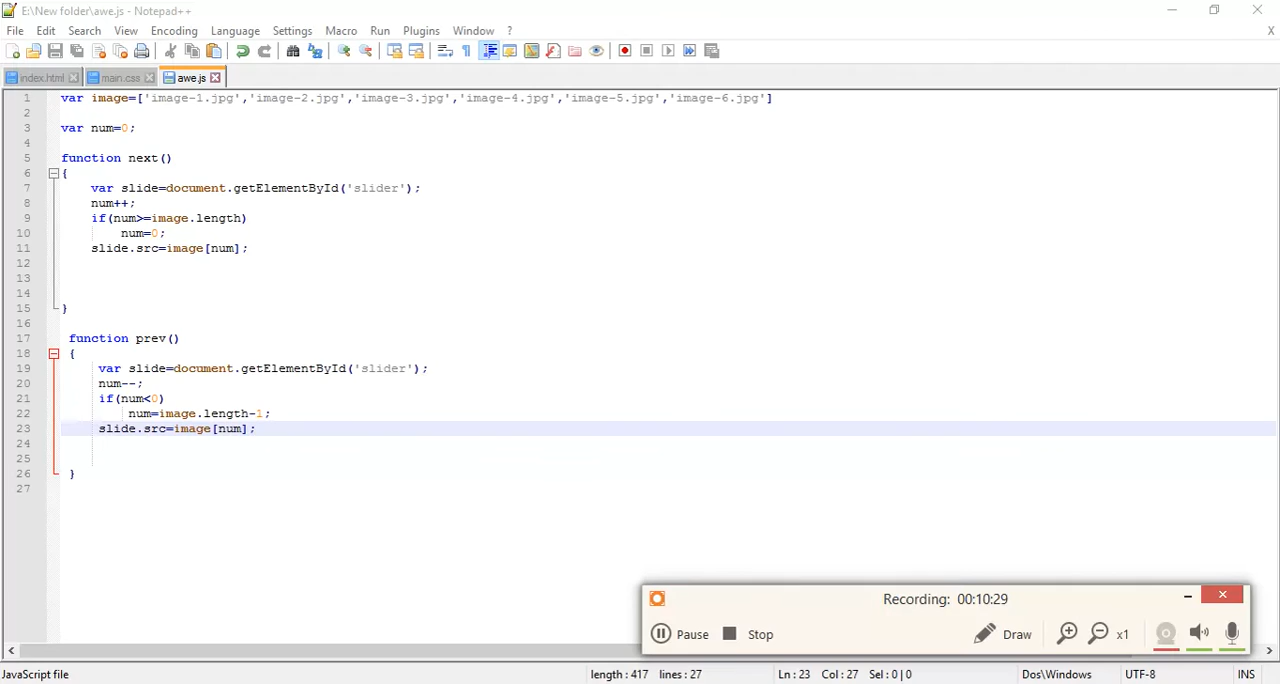 E:\New folder\awe.js - Notepad++
File Edit Search View Encoding Language Settings Macro Run Plugins Window ? X
index.html main.css awe.js
1 var image=['image-1.jpg','image-2.jpg','image-3.jpg','image-4.jpg','image-5.jpg','image-6.jpg']
2
3 var num=0;
4
5 function next()
6 {
7 var slide=document.getElementById('slider');
8 num++;
9 if(num>=image.length)
10 num=0;
11 slide.src=image[num];
12
13
14
15 }
16
17 function prev()
18 {
19 var slide=document.getElementById('slider');
20 num--;
21 if(num<0)
22 num=image.length-1;
23 slide.src=image[num];
24
25
26 }
27
Recording: 00:10:29
Pause Stop Draw x1
JavaScript file length : 417 lines : 27 Ln : 23 Col : 27 Sel : 0 | 0 Dos\Windows UTF-8 INS